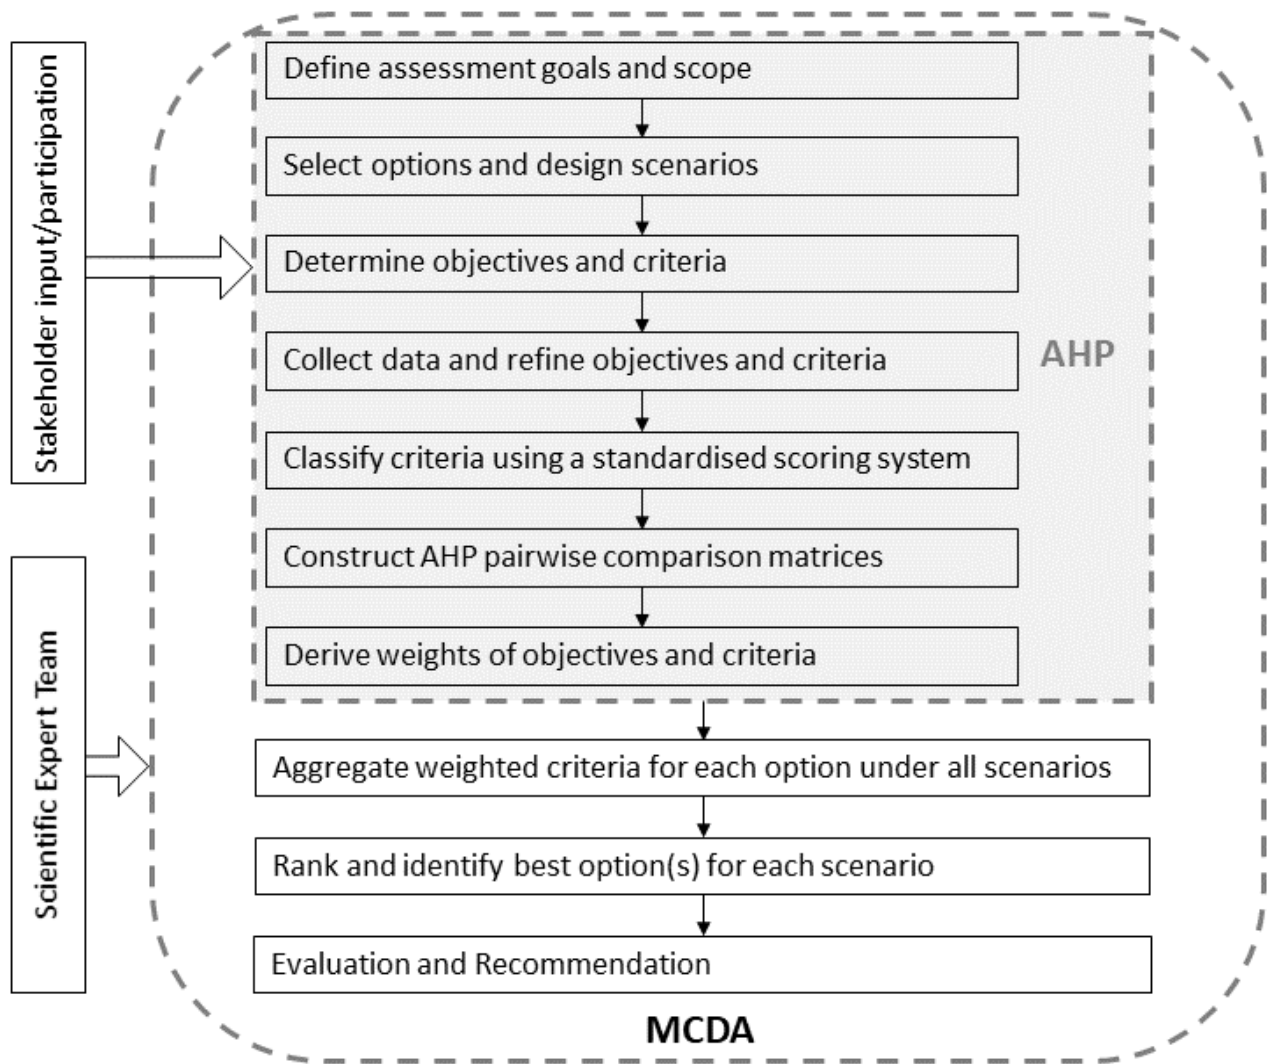 Stakeholder input/participation
Scientific Expert Team
Define assessment goals and scope
Select options and design scenarios
Determine objectives and criteria
Collect data and refine objectives and criteria
AHP
Classify criteria using a standardised scoring system
Construct AHP pairwise comparison matrices
Derive weights of objectives and criteria
Aggregate weighted criteria for each option under all scenarios
Rank and identify best option(s) for each scenario
Evaluation and Recommendation
MCDA